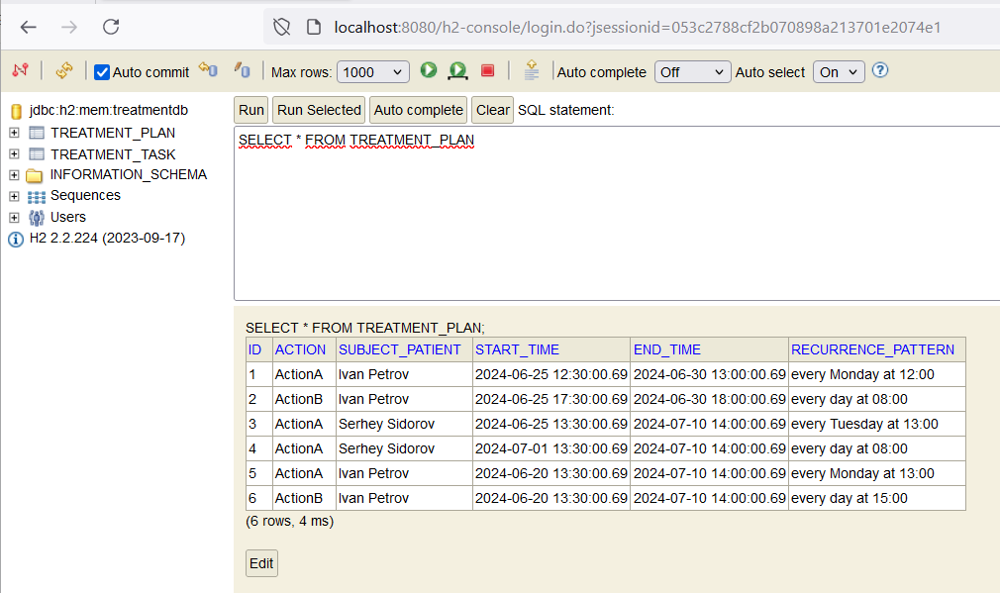 localhost:8080/h2-console/login.do?jsessionid=053c2788cf2b070898a213701e2074e1
Auto commit Max rows: 1000 Auto complete Off Auto select On ?
jdbc:h2:mem:treatmentdb
TREATMENT_PLAN
TREATMENT_TASK
INFORMATION_SCHEMA
Sequences
Users
H2 2.2.224 (2023-09-17)
Run Run Selected Auto complete Clear SQL statement:
SELECT * FROM TREATMENT_PLAN
SELECT * FROM TREATMENT_PLAN;
ID ACTION SUBJECT_PATIENT START_TIME END_TIME RECURRENCE_PATTERN
1 ActionA Ivan Petrov 2024-06-25 12:30:00.69 2024-06-30 13:00:00.69 every Monday at 12:00
2 ActionB Ivan Petrov 2024-06-25 17:30:00.69 2024-06-30 18:00:00.69 every day at 08:00
3 ActionA Serhey Sidorov 2024-06-25 13:30:00.69 2024-07-10 14:00:00.69 every Tuesday at 13:00
4 ActionA Serhey Sidorov 2024-07-01 13:30:00.69 2024-07-10 14:00:00.69 every day at 08:00
5 ActionA Ivan Petrov 2024-06-20 13:30:00.69 2024-07-10 14:00:00.69 every Monday at 13:00
6 ActionB Ivan Petrov 2024-06-20 13:30:00.69 2024-07-10 14:00:00.69 every day at 15:00
(6 rows, 4 ms)
Edit